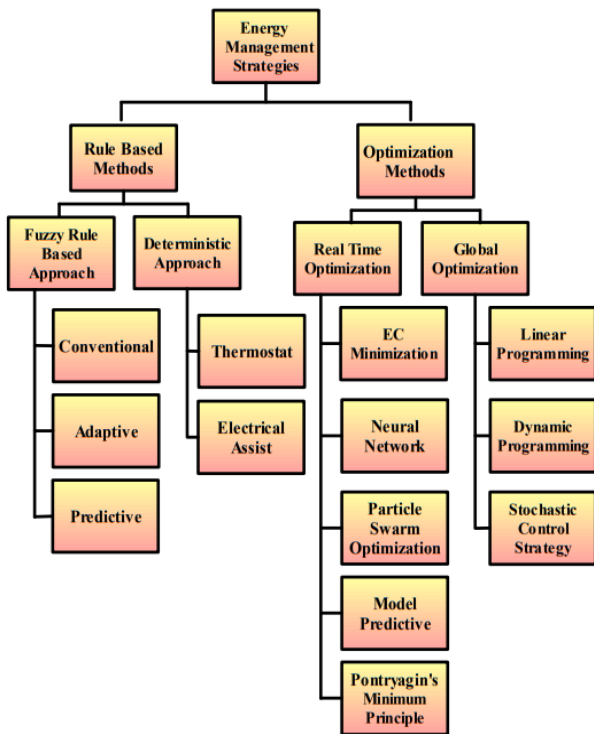 Energy
Management
Strategies
Rule Based
Methods
Optimization
Methods
Fuzzy Rule
Based
Approach
Deterministic
Approach
Real Time
Optimization
Global
Optimization
Conventional
Thermostat
EC
Minimization
Linear
Programming
Adaptive
Electrical
Assist
Neural
Network
Dynamic
Programming
Predictive
Particle
Swarm
Optimization
Stochastic
Control
Strategy
Model
Predictive
Pontryagin's
Minimum
Principle